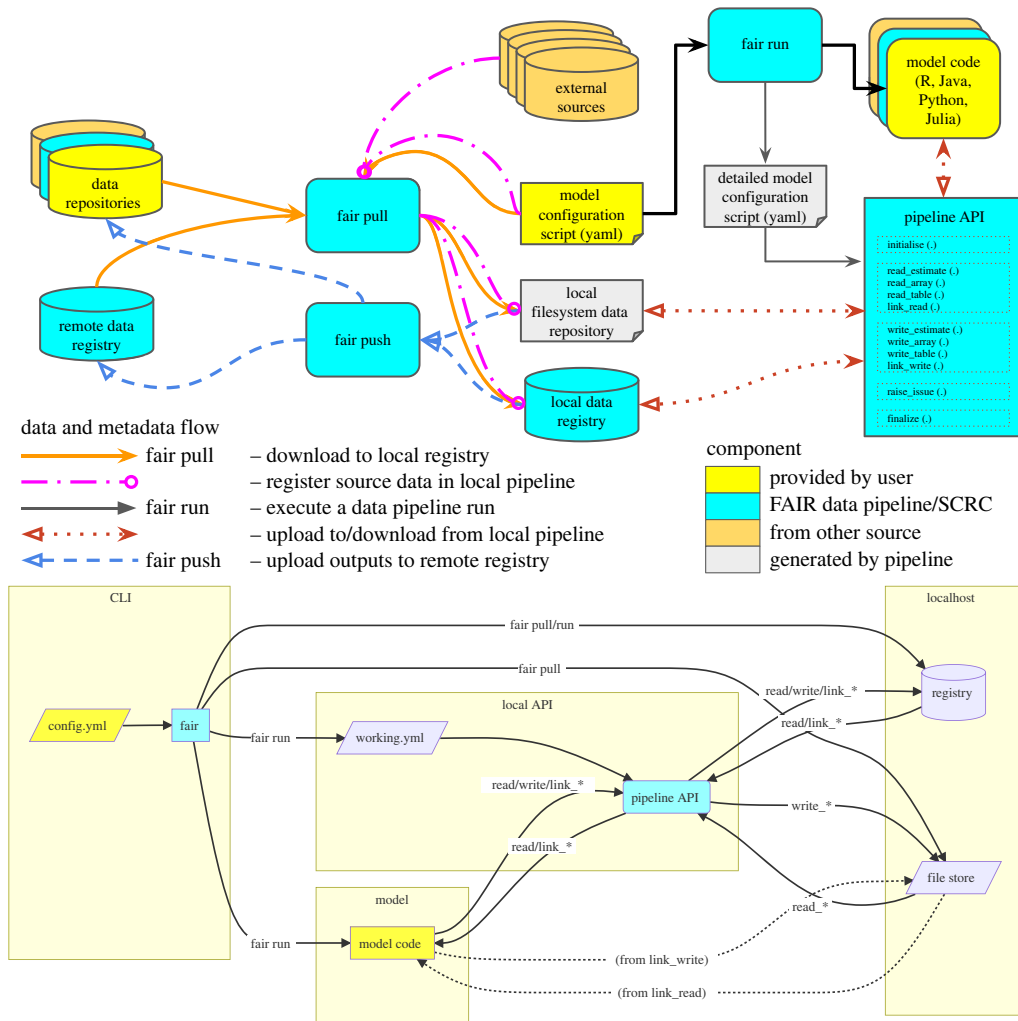 external
sources
fair run
model code
(R, Java,
Python,
Julia)
data
repositories
fair pull
model
configuration
script (yaml)
detailed model
configuration
script (yaml)
pipeline API
initialise (.)
read_estimate (.)
read_array (.)
read_table (.)
link_read (.)
write_estimate (.)
write_array (.)
write_table (.)
link_write (.)
raise_issue (.)
finalize (.)
remote data
registry
fair push
local
filesystem data
repository
local data
registry
data and metadata flow
fair pull – download to local registry
– register source data in local pipeline
fair run – execute a data pipeline run
– upload to/download from local pipeline
fair push – upload outputs to remote registry
component
provided by user
FAIR data pipeline/SCRC
from other source
generated by pipeline
CLI
localhost
fair pull/run
fair pull
read/write/link_*
registry
local API
config.yml
fair
fair run
working.yml
read/link_*
read/write/link_*
pipeline API
write_*
read/link_*
file store
model
read_*
fair run
model code
(from link_write)
(from link_read)